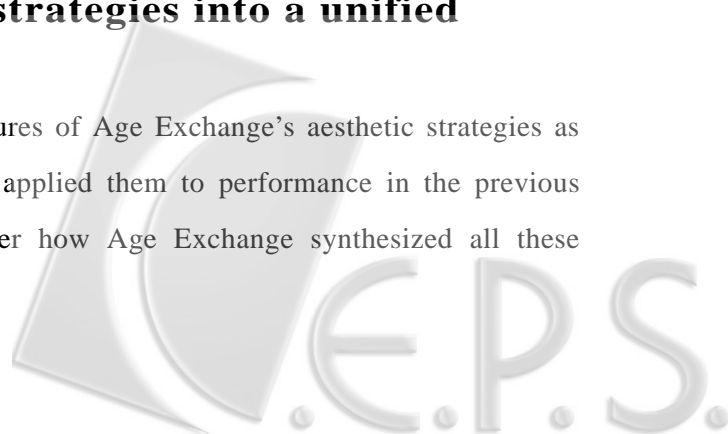 strategies into a unified
ures of Age Exchange's aesthetic strategies as
applied them to performance in the previous
er how Age Exchange synthesized all these
C.E.P.S.